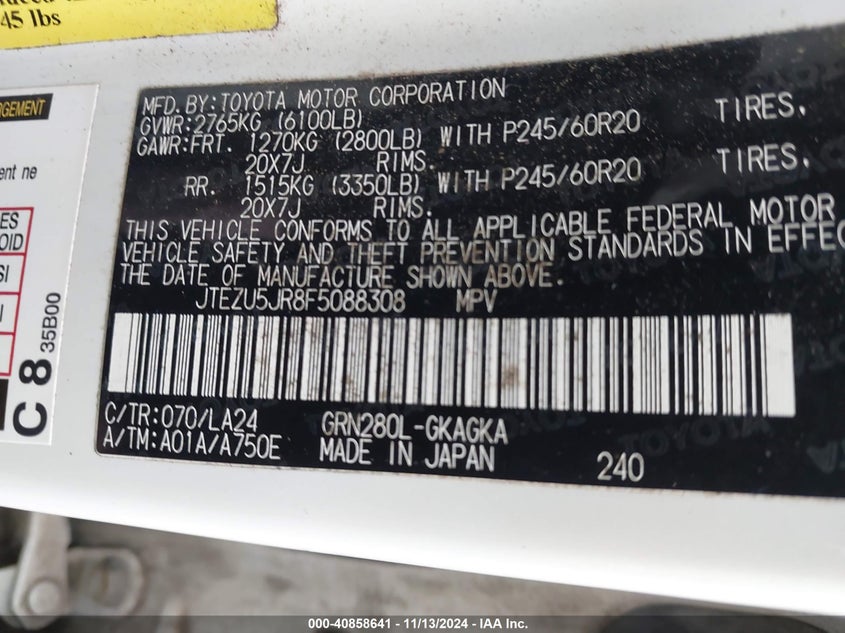 45 lbs
RGEMENT
ent ne
ES
OID
SI
C 8 35B00
MFD. BY: TOYOTA MOTOR CORPORATION
GVWR: 2765KG (6100LB)
GAWR: FRT. 1270KG (2800LB) WITH P245/60R20 TIRES,
20X7J RIMS.
RR. 1515KG (3350LB) WITH P245/60R20 TIRES,
20X7J RIMS.
THIS VEHICLE CONFORMS TO ALL APPLICABLE FEDERAL MOTOR
VEHICLE SAFETY AND THEFT PREVENTION STANDARDS IN EFFEC
THE DATE OF MANUFACTURE SHOWN ABOVE.
JTEZU5JR8F5088308 MPV
C/TR: 070/LA24 GRN280L-GKAGKA
A/TM: A01A/A750E MADE IN JAPAN 240
000-40858641 - 11/13/2024 - IAA Inc.